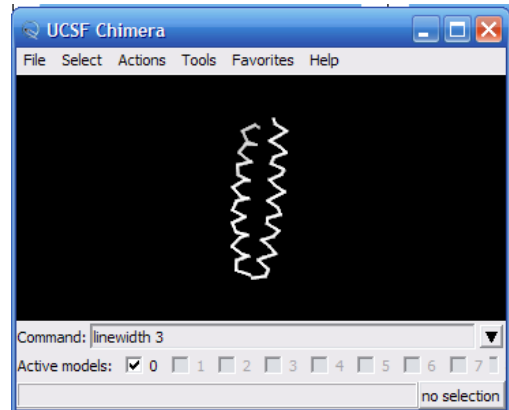 UCSF Chimera
File Select Actions Tools Favorites Help
Command: linewidth 3
Active models: 0 1 2 3 4 5 6 7
no selection